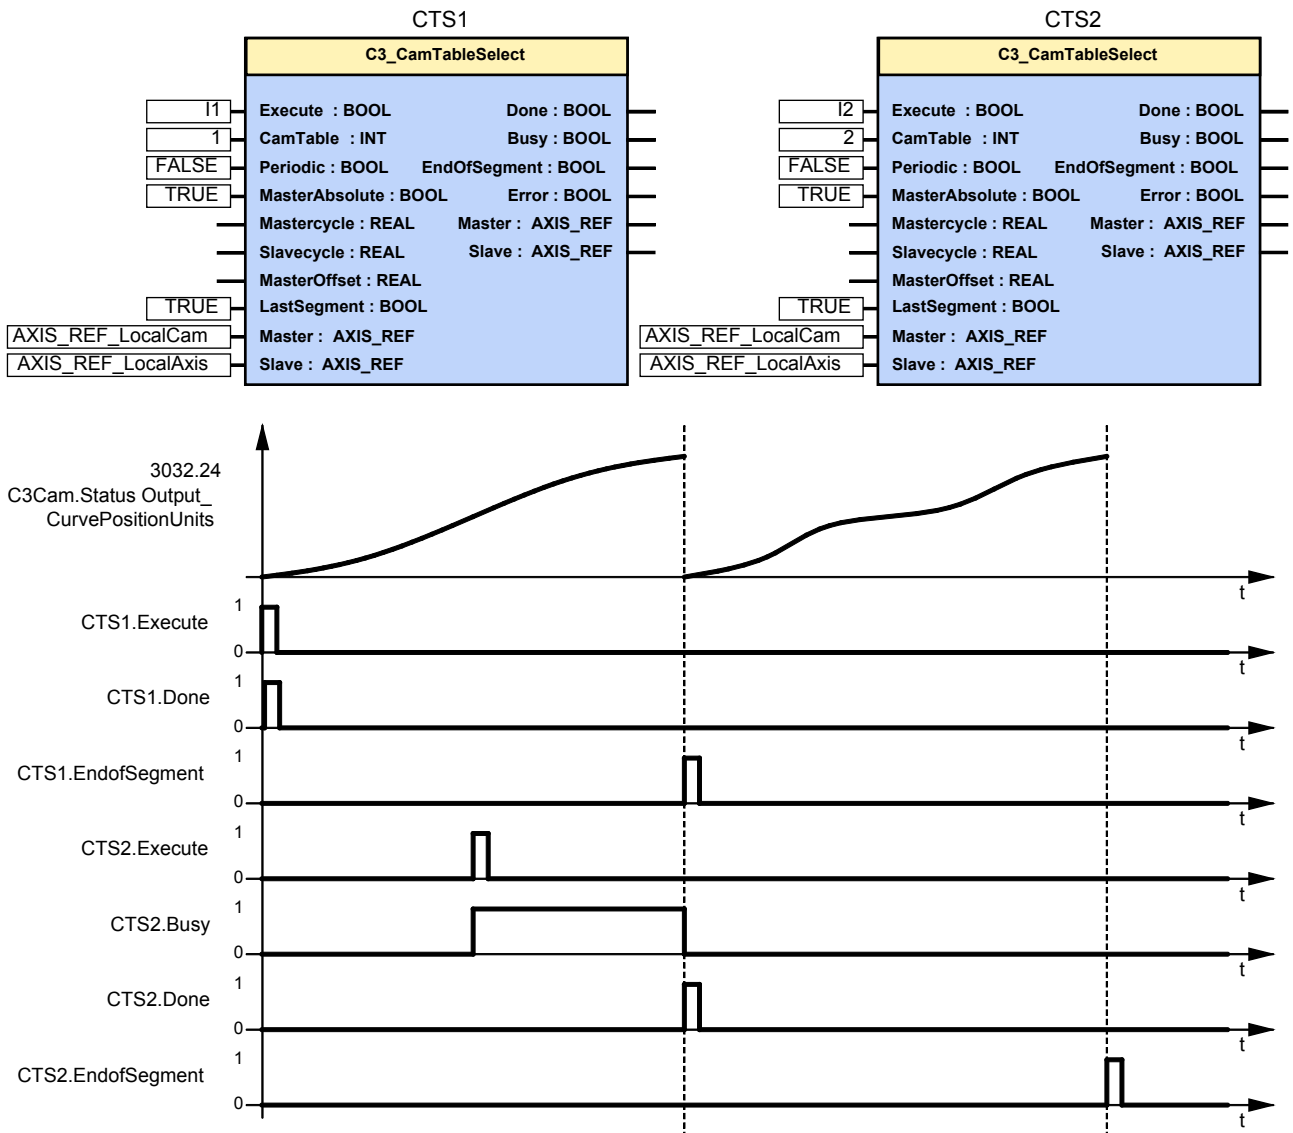 CTS1
C3_CamTableSelect
I1
Execute : BOOL
Done : BOOL
1
CamTable : INT
Busy : BOOL
FALSE
Periodic : BOOL
EndOfSegment : BOOL
TRUE
MasterAbsolute : BOOL
Error : BOOL
Mastercycle : REAL
Master : AXIS_REF
Slavecycle : REAL
Slave : AXIS_REF
MasterOffset : REAL
TRUE
LastSegment : BOOL
AXIS_REF_LocalCam
Master : AXIS_REF
AXIS_REF_LocalAxis
Slave : AXIS_REF
CTS2
C3_CamTableSelect
I2
Execute : BOOL
Done : BOOL
2
CamTable : INT
Busy : BOOL
FALSE
Periodic : BOOL
EndOfSegment : BOOL
TRUE
MasterAbsolute : BOOL
Error : BOOL
Mastercycle : REAL
Master : AXIS_REF
Slavecycle : REAL
Slave : AXIS_REF
MasterOffset : REAL
TRUE
LastSegment : BOOL
AXIS_REF_LocalCam
Master : AXIS_REF
AXIS_REF_LocalAxis
Slave : AXIS_REF
3032.24
C3Cam.Status Output_
CurvePositionUnits
t
1
CTS1.Execute
0
t
1
CTS1.Done
0
t
1
CTS1.EndofSegment
0
t
1
CTS2.Execute
0
t
1
CTS2.Busy
0
t
1
CTS2.Done
0
t
1
CTS2.EndofSegment
0
t